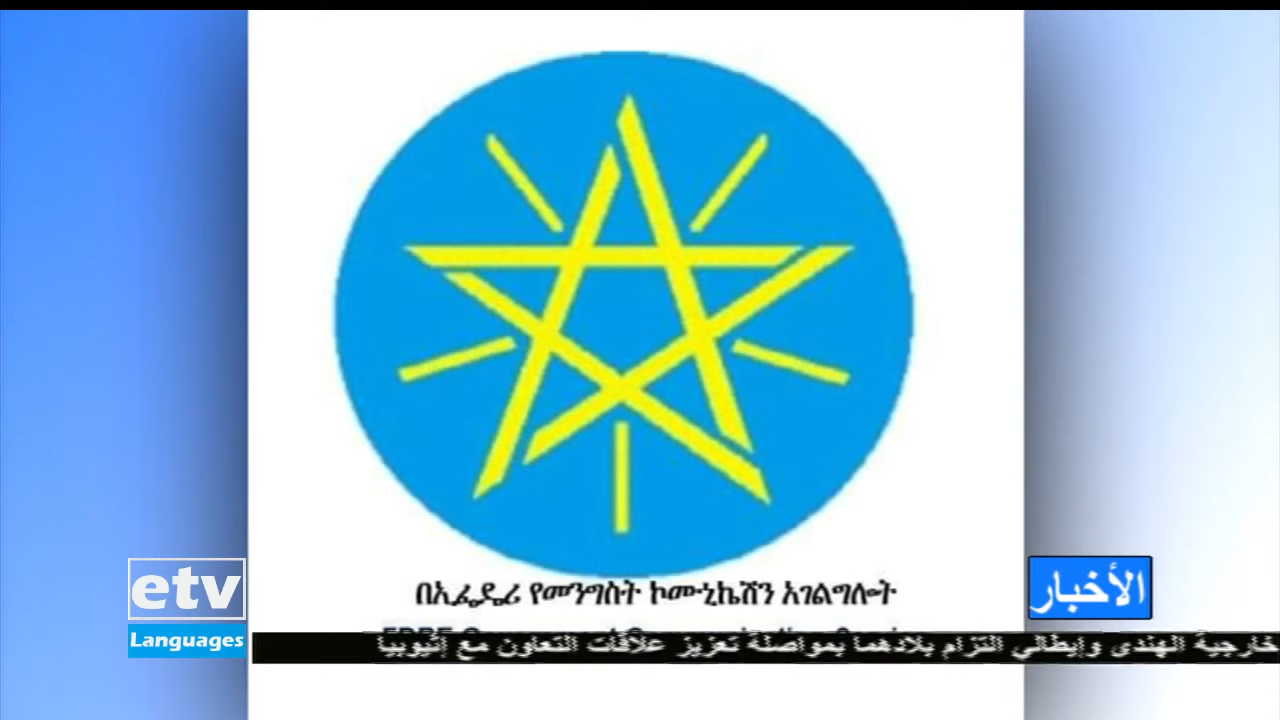 በኢፌዴሪ የመንግስት ኮሙኒኬሽን አገልግሎት
etv
Languages
الأخبار
خارجية الهندي وإيطالي التزام بلادهما بمواصلة تعزيز علاقات التعاون مع إثيوبيا